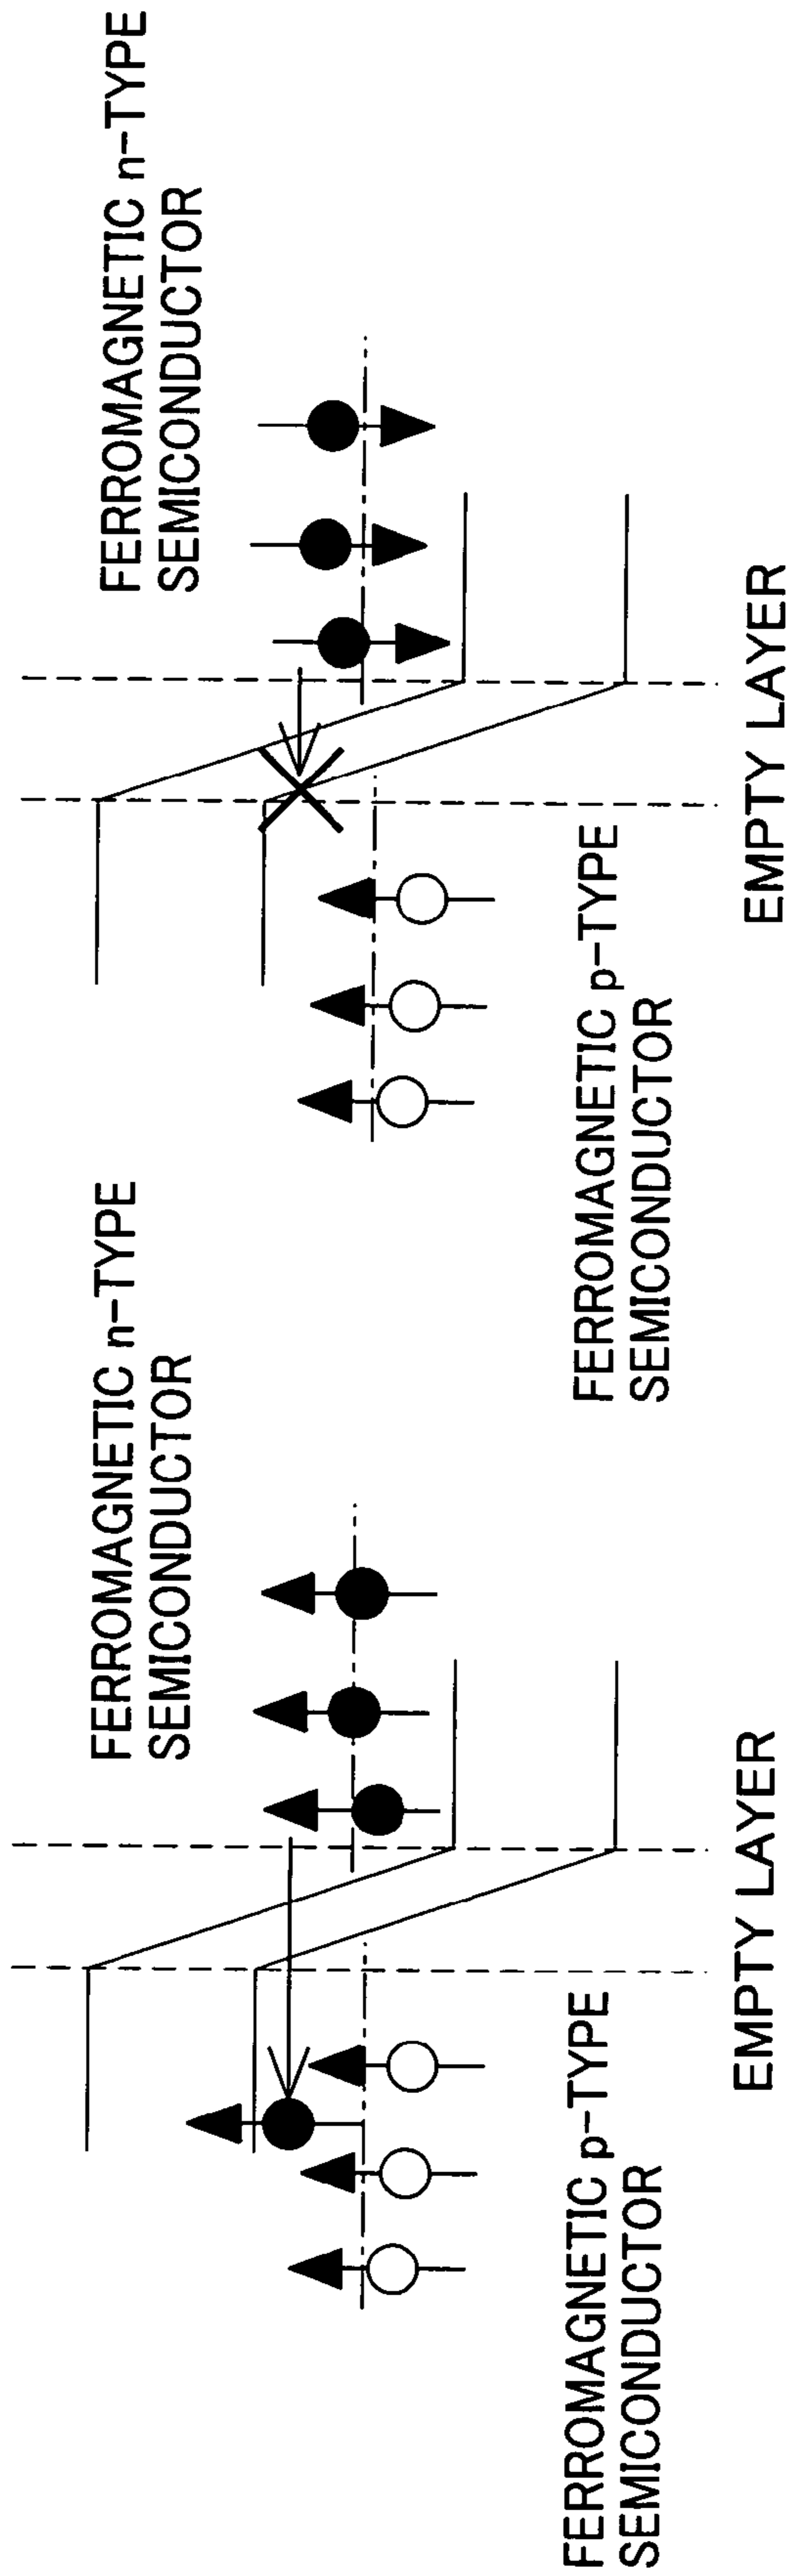 FERROMAGNETIC n-TYPE
SEMICONDUCTOR
FERROMAGNETIC p-TYPE
SEMICONDUCTOR
EMPTY LAYER
FERROMAGNETIC n-TYPE
SEMICONDUCTOR
FERROMAGNETIC p-TYPE
SEMICONDUCTOR
EMPTY LAYER